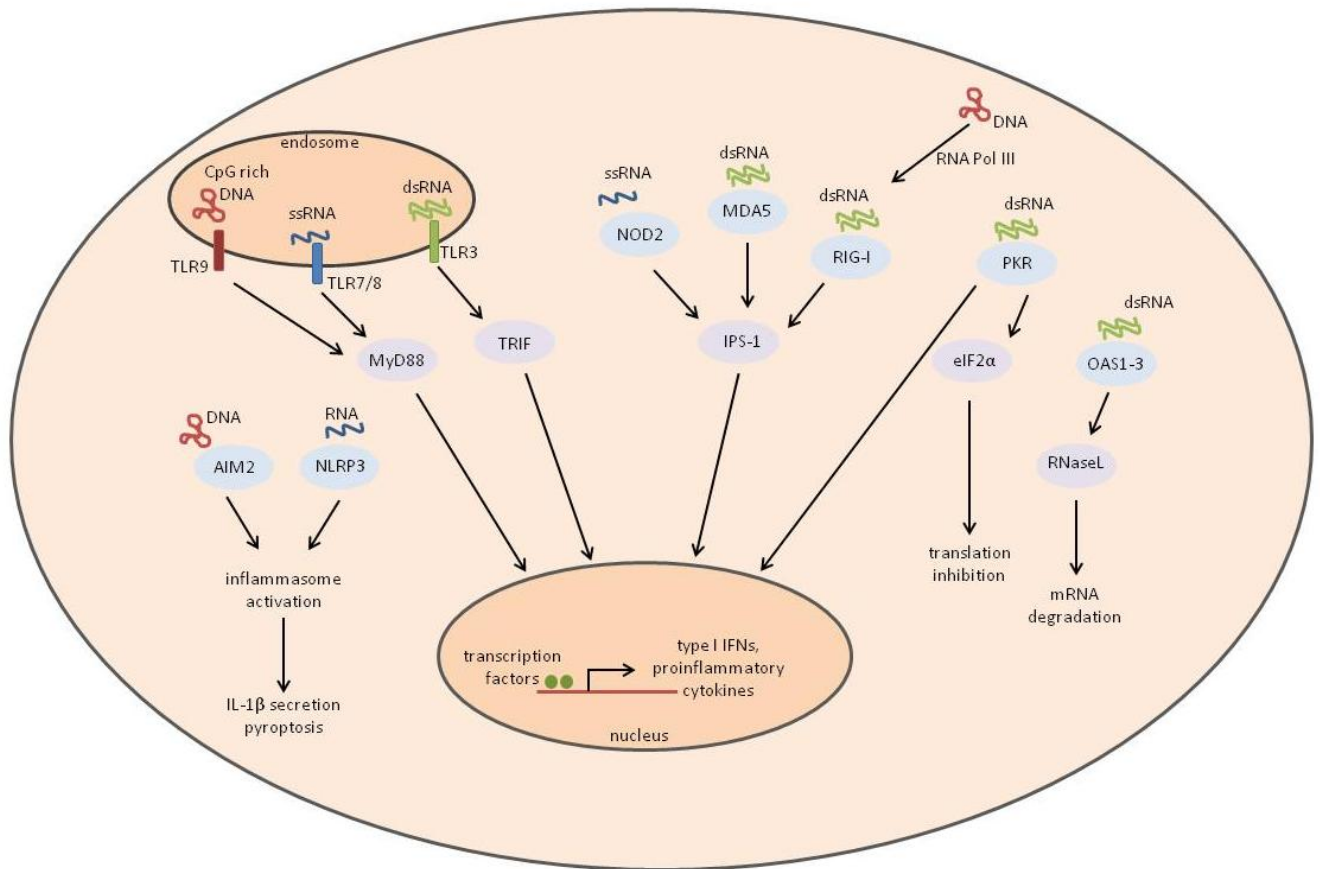 endosome
CpG rich
DNA
ssRNA
dsRNA
TLR9
TLR7/8
TLR3
MyD88
TRIF
ssRNA
NOD2
dsRNA
MDA5
dsRNA
RIG-I
IPS-1
DNA
RNA Pol III
dsRNA
PKR
eIF2α
translation
inhibition
dsRNA
OAS1-3
RNaseL
mRNA
degradation
DNA
AIM2
RNA
NLRP3
inflammasome
activation
IL-1β secretion
pyroptosis
transcription
factors
type I IFNs,
proinflammatory
cytokines
nucleus